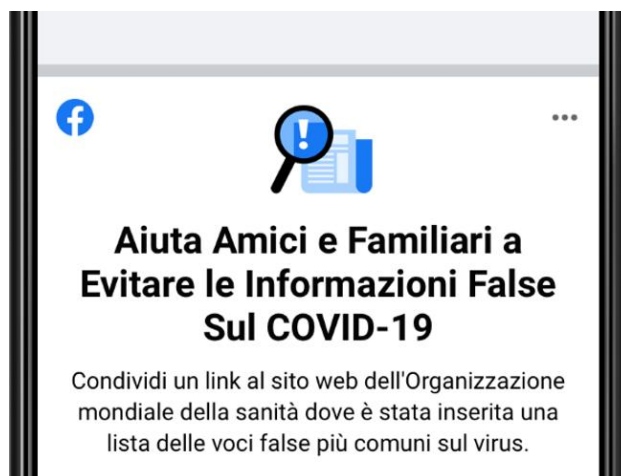 Aiuta Amici e Familiari a
Evitare le Informazioni False
Sul COVID-19
Condividi un link al sito web dell'Organizzazione
mondiale della sanità dove è stata inserita una
lista delle voci false più comuni sul virus.